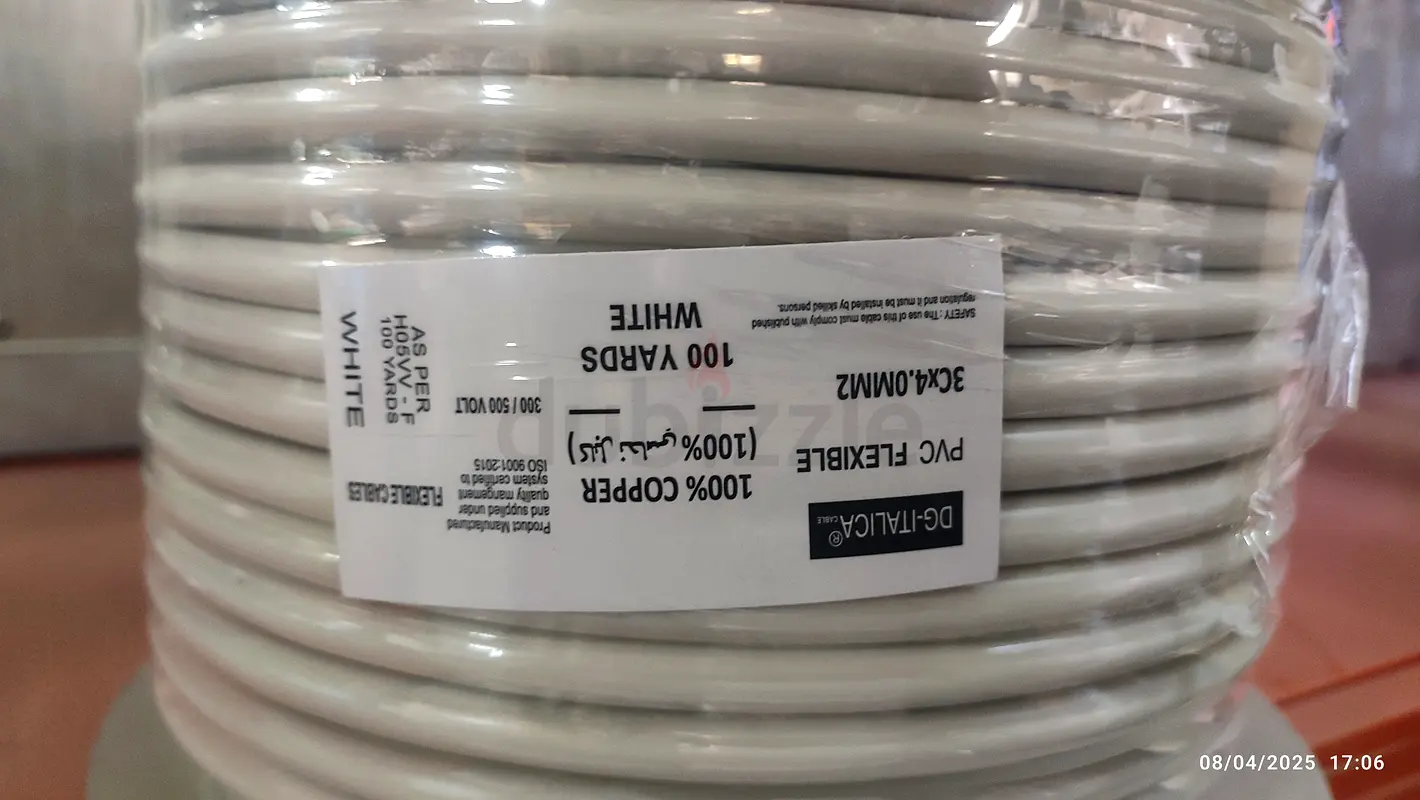 DG-ITALICA® CABLE
PVC FLEXIBLE
3Cx4.0MM2
SAFETY : The use of this cable must comply with published
regulation and it must be installed by skilled persons.
100% COPPER
(100% كابل نحاسي)
100 YARDS
WHITE
Product Manufactured
and supplied under
quality mangement
system certified to
ISO 9001:2015
300 / 500 VOLT
FLEXIBLE CABLES
AS PER
H05VV - F
100 YARDS
WHITE
dubizzle
08/04/2025 17:06